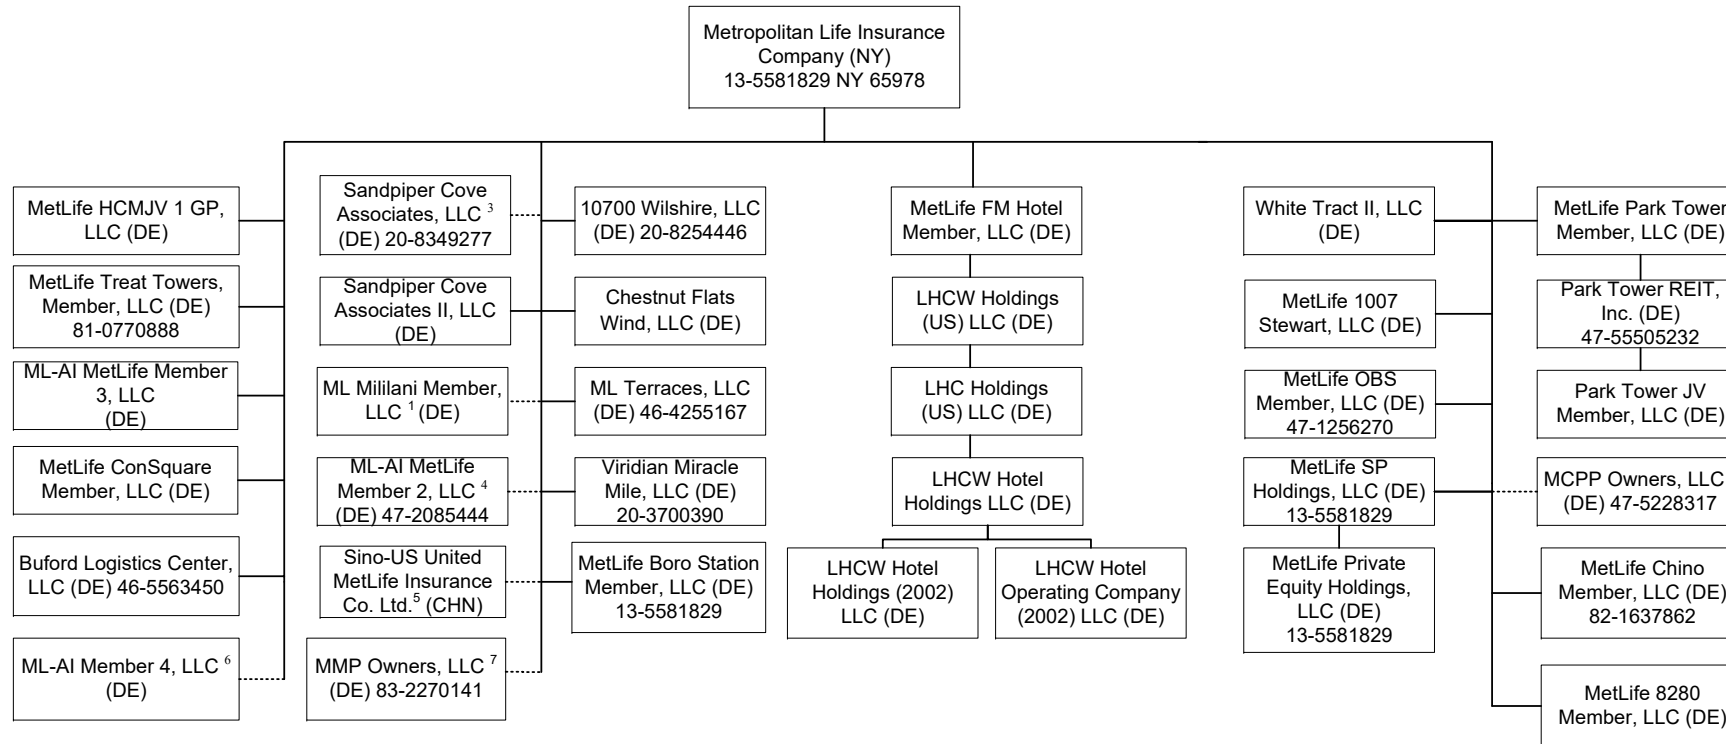 Metropolitan Life Insurance
Company (NY)
13-5581829 NY 65978
MetLife HCMJV 1 GP,
LLC (DE)
MetLife Treat Towers,
Member, LLC (DE)
81-0770888
ML-AI MetLife Member
3, LLC
(DE)
MetLife ConSquare
Member, LLC (DE)
Buford Logistics Center,
LLC (DE) 46-5563450
ML-AI Member 4, LLC 6
(DE)
Sandpiper Cove
Associates, LLC 3
(DE) 20-8349277
Sandpiper Cove
Associates II, LLC
(DE)
ML Mililani Member,
LLC 1 (DE)
ML-AI MetLife
Member 2, LLC 4
(DE) 47-2085444
Sino-US United
MetLife Insurance
Co. Ltd.5 (CHN)
MMP Owners, LLC 7
(DE) 83-2270141
10700 Wilshire, LLC
(DE) 20-8254446
Chestnut Flats
Wind, LLC (DE)
ML Terraces, LLC
(DE) 46-4255167
Viridian Miracle
Mile, LLC (DE)
20-3700390
MetLife Boro Station
Member, LLC (DE)
13-5581829
MetLife FM Hotel
Member, LLC (DE)
LHCW Holdings
(US) LLC (DE)
LHC Holdings
(US) LLC (DE)
LHCW Hotel
Holdings LLC (DE)
LHCW Hotel
Holdings (2002)
LLC (DE)
LHCW Hotel
Operating Company
(2002) LLC (DE)
White Tract II, LLC
(DE)
MetLife 1007
Stewart, LLC (DE)
MetLife OBS
Member, LLC (DE)
47-1256270
MetLife SP
Holdings, LLC (DE)
13-5581829
MetLife Private
Equity Holdings,
LLC (DE)
13-5581829
MetLife Park Tower
Member, LLC (DE)
Park Tower REIT,
Inc. (DE)
47-55505232
Park Tower JV
Member, LLC (DE)
MCPP Owners, LLC
(DE) 47-5228317
MetLife Chino
Member, LLC (DE)
82-1637862
MetLife 8280
Member, LLC (DE)